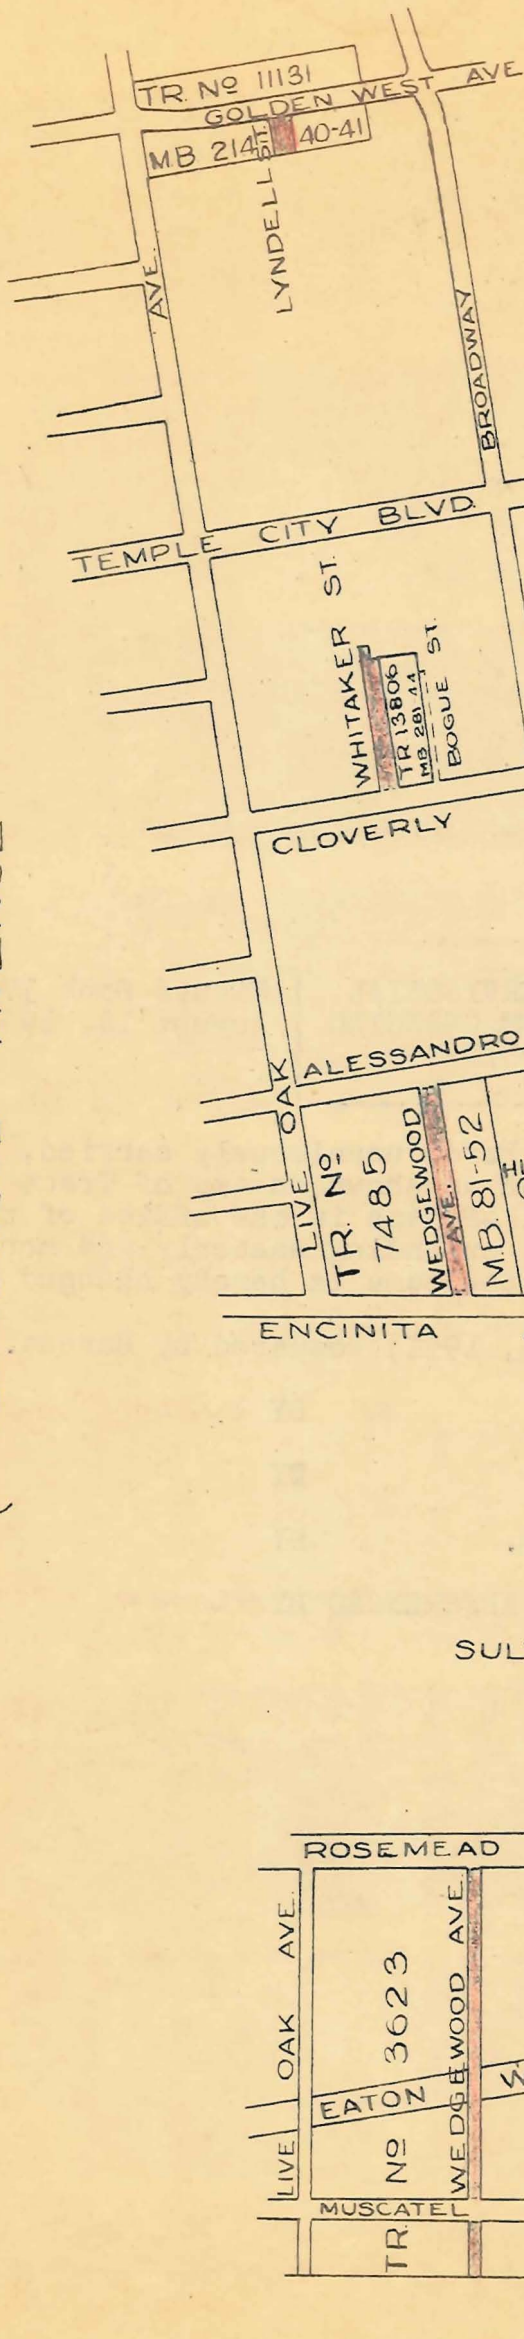 TR. Nº 11131
GOLDEN WEST AVE
M.B 214
40-41
LYNDELL ST.
AVE.
BROADWAY
TEMPLE CITY BLVD.
WHITAKER ST.
TR 13806
MB 281 44
BOGUE ST.
CLOVERLY
ALESSANDRO
LIVE OAK
TR. Nº
7485
WEDGEWOOD
AVE.
M.B. 81-52
ENCINITA
SUL
ROSEMEAD
LIVE OAK AVE.
TR. Nº 3623
WEDGEWOOD AVE.
EATON
MUSCATEL